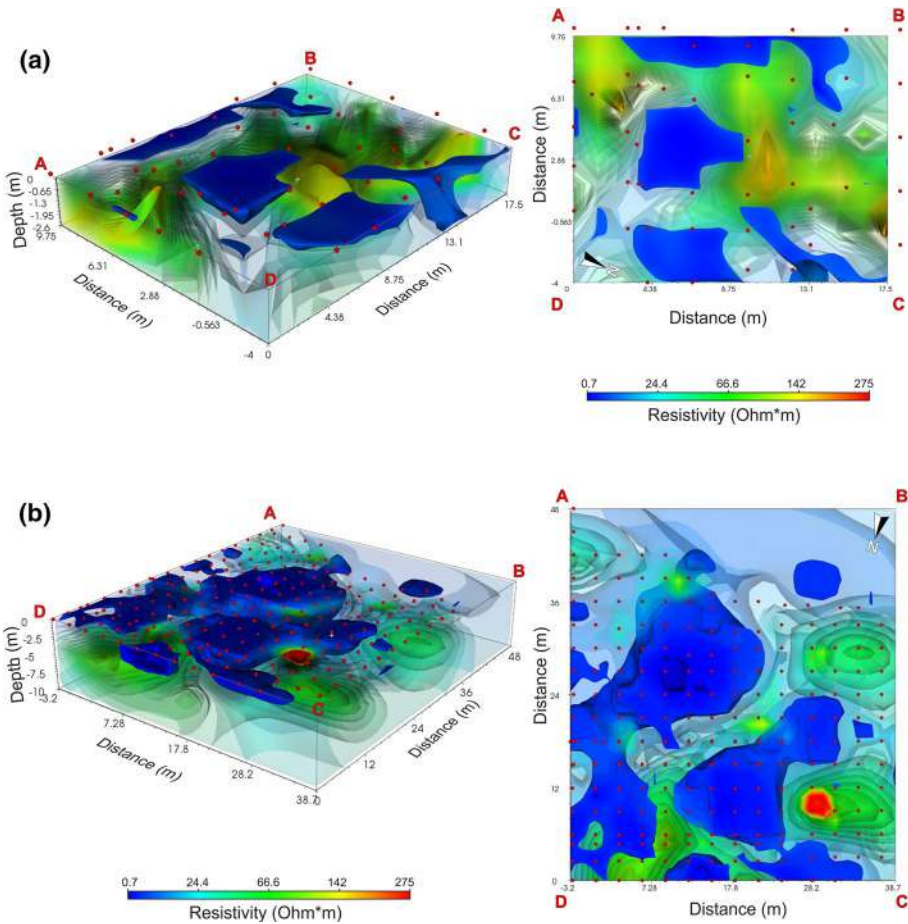 (a)
A
B
C
D
0
-0.65
-1.3
-1.95
-2.6
Depth (m)
9.75
6.31
2.88
-0.563
-4
Distance (m)
0
4.38
8.75
13.1
17.5
Distance (m)
A
B
9.75
6.31
2.88
-0.563
-4
Distance (m)
N
0
4.38
8.75
13.1
17.5
D
C
Distance (m)
0.7
24.4
66.6
142
275
Resistivity (Ohm*m)
(b)
A
B
D
C
0
-2.5
-5
-7.5
-10
Depth (m)
-3.2
7.28
17.8
28.2
38.7
Distance (m)
0
12
24
36
48
Distance (m)
0.7
24.4
66.6
142
275
Resistivity (Ohm*m)
A
B
48
36
24
12
0
Distance (m)
N
-3.2
7.28
17.8
28.2
38.7
D
C
Distance (m)